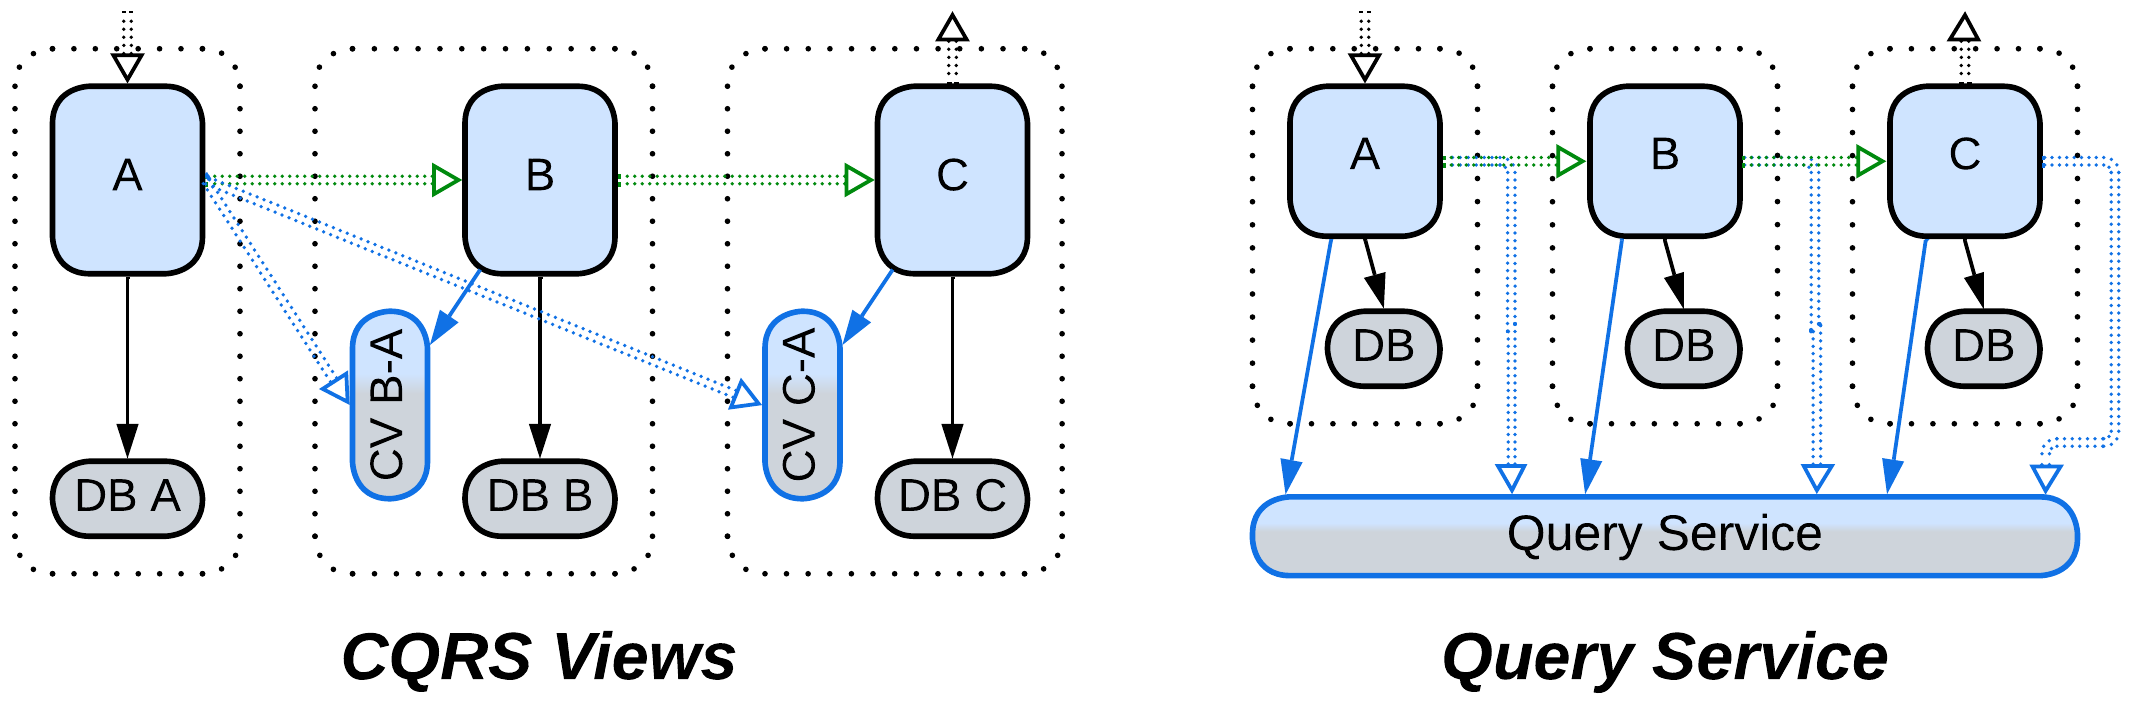 A
B
C
CV B-A
CV C-A
DB A
DB B
DB C
CQRS Views
A
B
C
DB
DB
DB
Query Service
Query Service